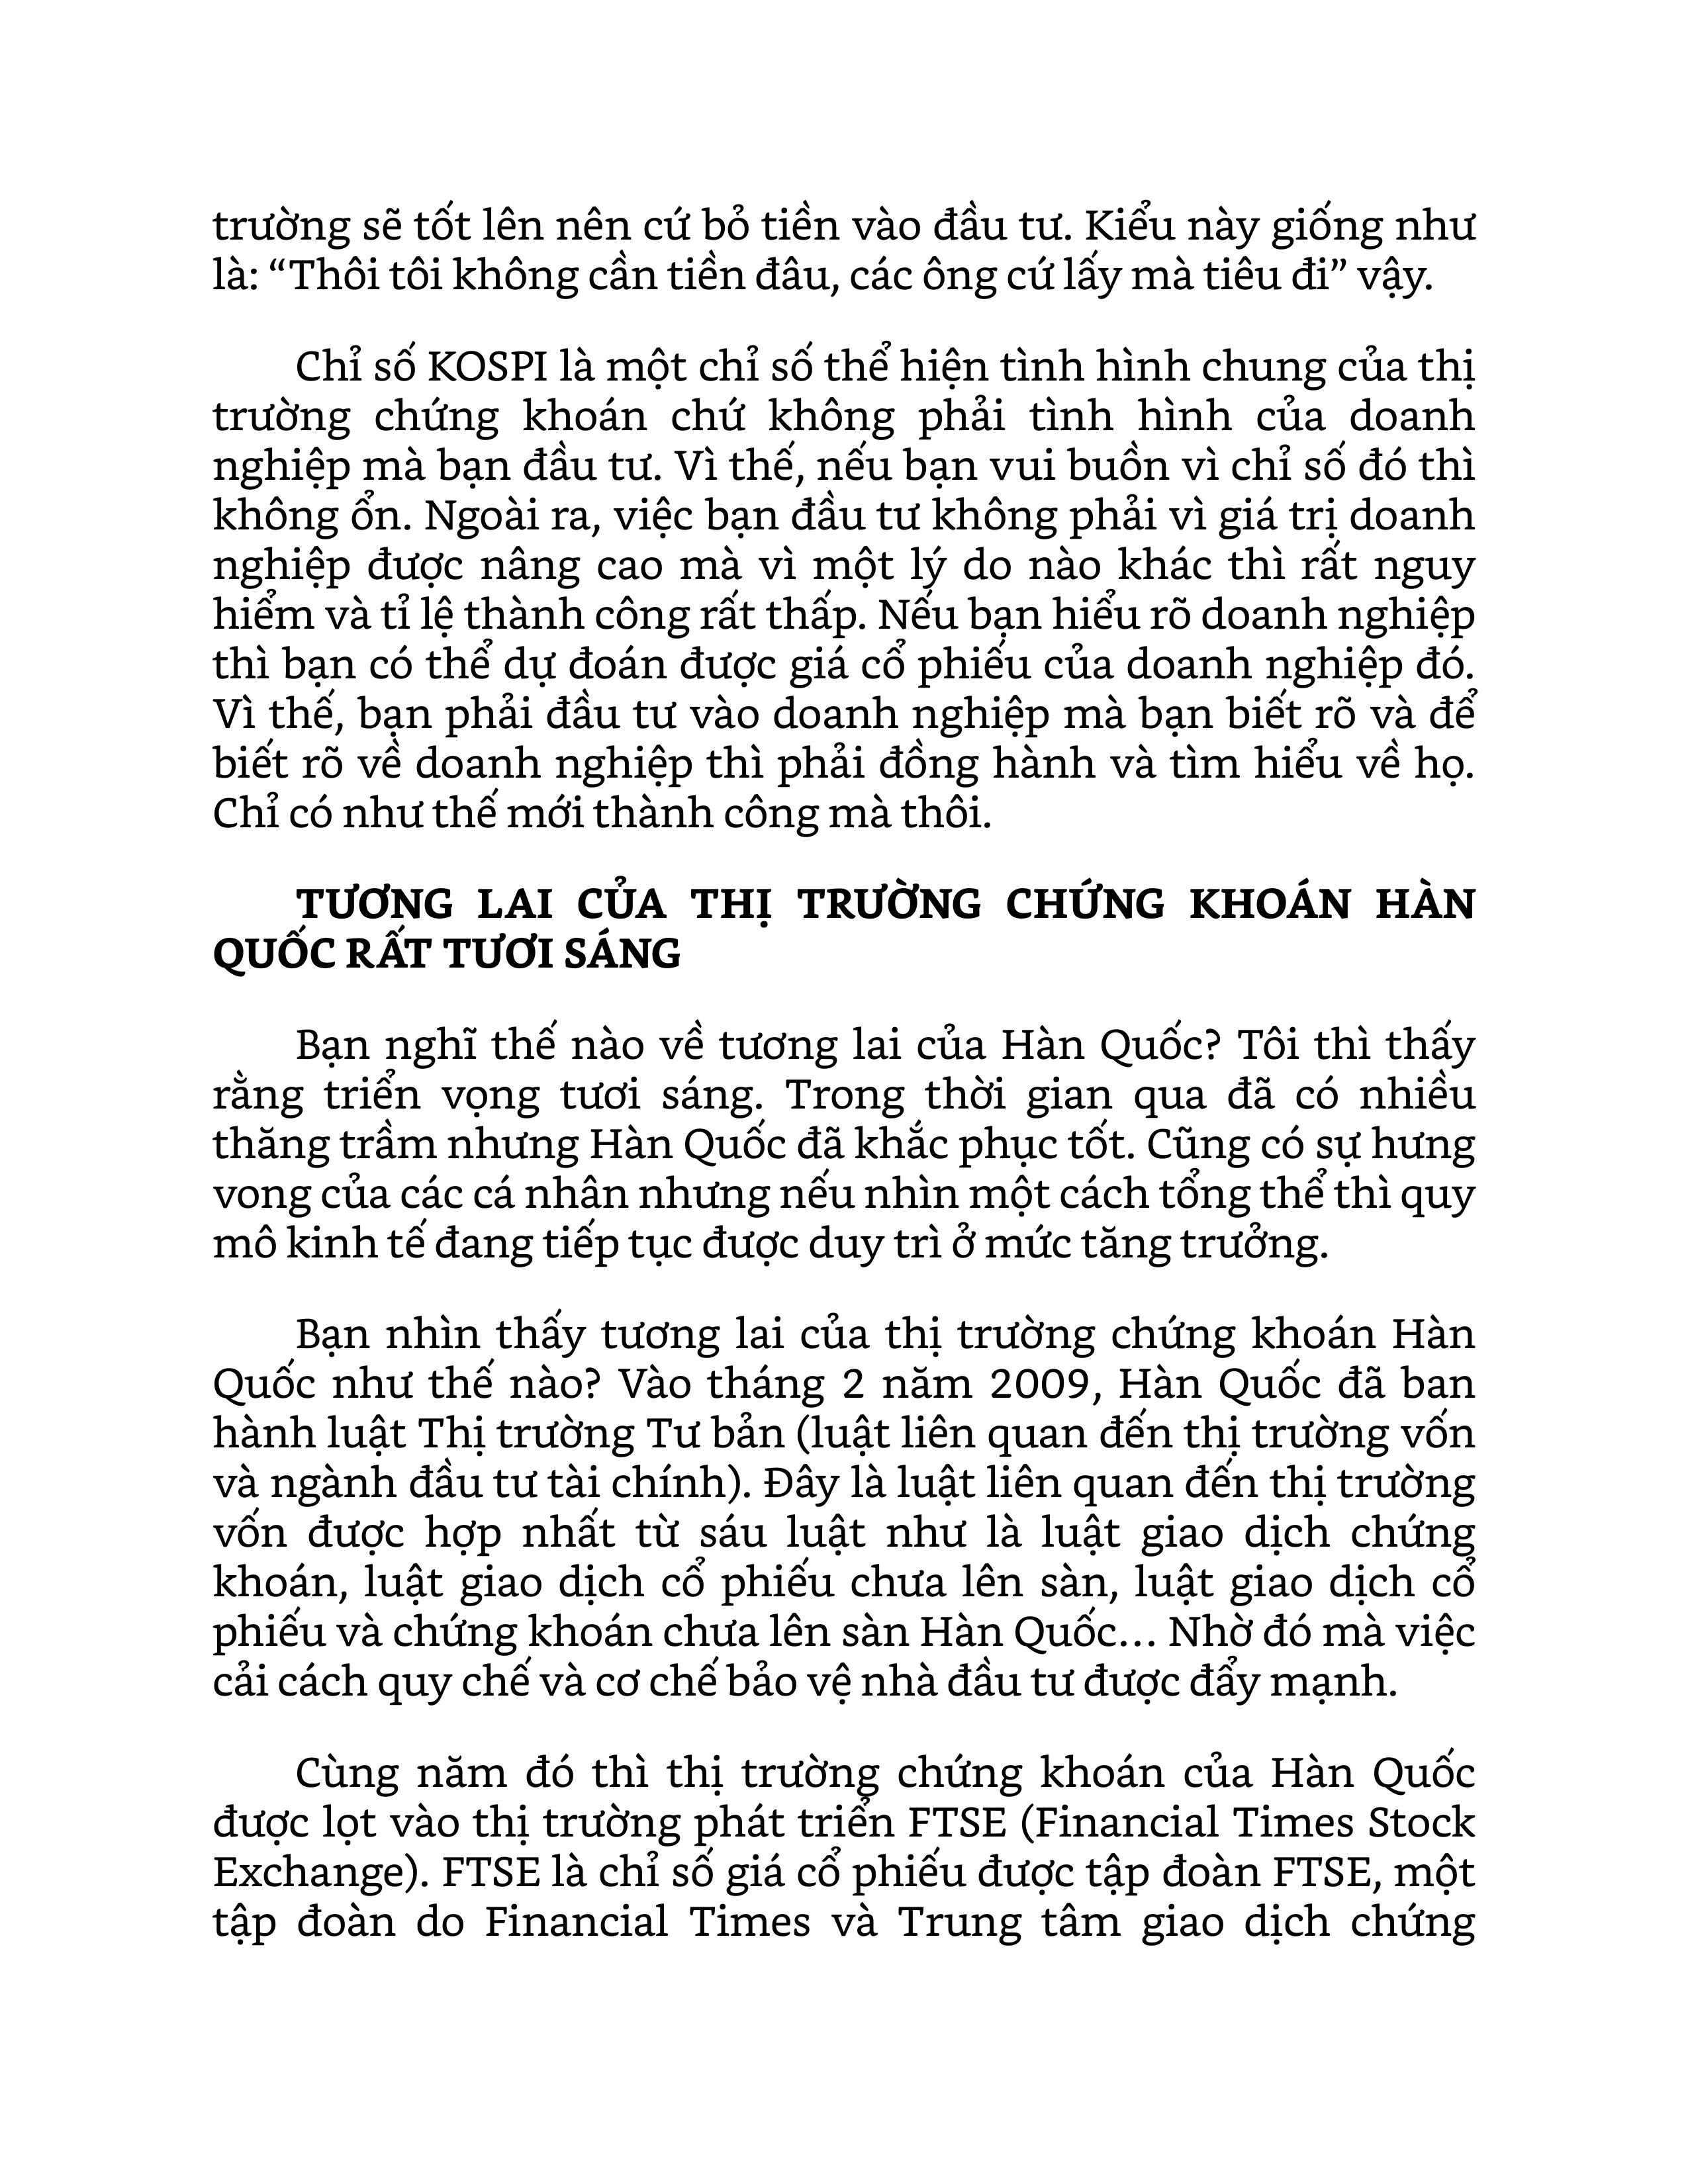 trường sẽ tốt lên nên cứ bỏ tiền vào đầu tư. Kiểu này giống như
là: “Thôi tôi không cần tiền đâu, các ông cứ lấy mà tiêu đi” vậy.
Chỉ số KOSPI là một chỉ số thể hiện tình hình chung của thị
trường chứng khoán chứ không phải tình hình của doanh
nghiệp mà bạn đầu tư. Vì thế, nếu bạn vui buồn vì chỉ số đó thì
không ổn. Ngoài ra, việc bạn đầu tư không phải vì giá trị doanh
nghiệp được nâng cao mà vì một lý do nào khác thì rất nguy
hiểm và tỉ lệ thành công rất thấp. Nếu bạn hiểu rõ doanh nghiệp
thì bạn có thể dự đoán được giá cổ phiếu của doanh nghiệp đó.
Vì thế, bạn phải đầu tư vào doanh nghiệp mà bạn biết rõ và để
biết rõ về doanh nghiệp thì phải đồng hành và tìm hiểu về họ.
Chỉ có như thế mới thành công mà thôi.
TƯƠNG LAI CỦA THỊ TRƯỜNG CHỨNG KHOÁN HÀN
QUỐC RẤT TƯƠI SÁNG
Bạn nghĩ thế nào về tương lai của Hàn Quốc? Tôi thì thấy
rằng triển vọng tươi sáng. Trong thời gian qua đã có nhiều
thăng trầm nhưng Hàn Quốc đã khắc phục tốt. Cũng có sự hưng
vong của các cá nhân nhưng nếu nhìn một cách tổng thể thì quy
mô kinh tế đang tiếp tục được duy trì ở mức tăng trưởng.
Bạn nhìn thấy tương lai của thị trường chứng khoán Hàn
Quốc như thế nào? Vào tháng 2 năm 2009, Hàn Quốc đã ban
hành luật Thị trường Tư bản (luật liên quan đến thị trường vốn
và ngành đầu tư tài chính). Đây là luật liên quan đến thị trường
vốn được hợp nhất từ sáu luật như là luật giao dịch chứng
khoán, luật giao dịch cổ phiếu chưa lên sàn, luật giao dịch cổ
phiếu và chứng khoán chưa lên sàn Hàn Quốc… Nhờ đó mà việc
cải cách quy chế và cơ chế bảo vệ nhà đầu tư được đẩy mạnh.
Cùng năm đó thì thị trường chứng khoán của Hàn Quốc
được lọt vào thị trường phát triển FTSE (Financial Times Stock
Exchange). FTSE là chỉ số giá cổ phiếu được tập đoàn FTSE, một
tập đoàn do Financial Times và Trung tâm giao dịch chứng